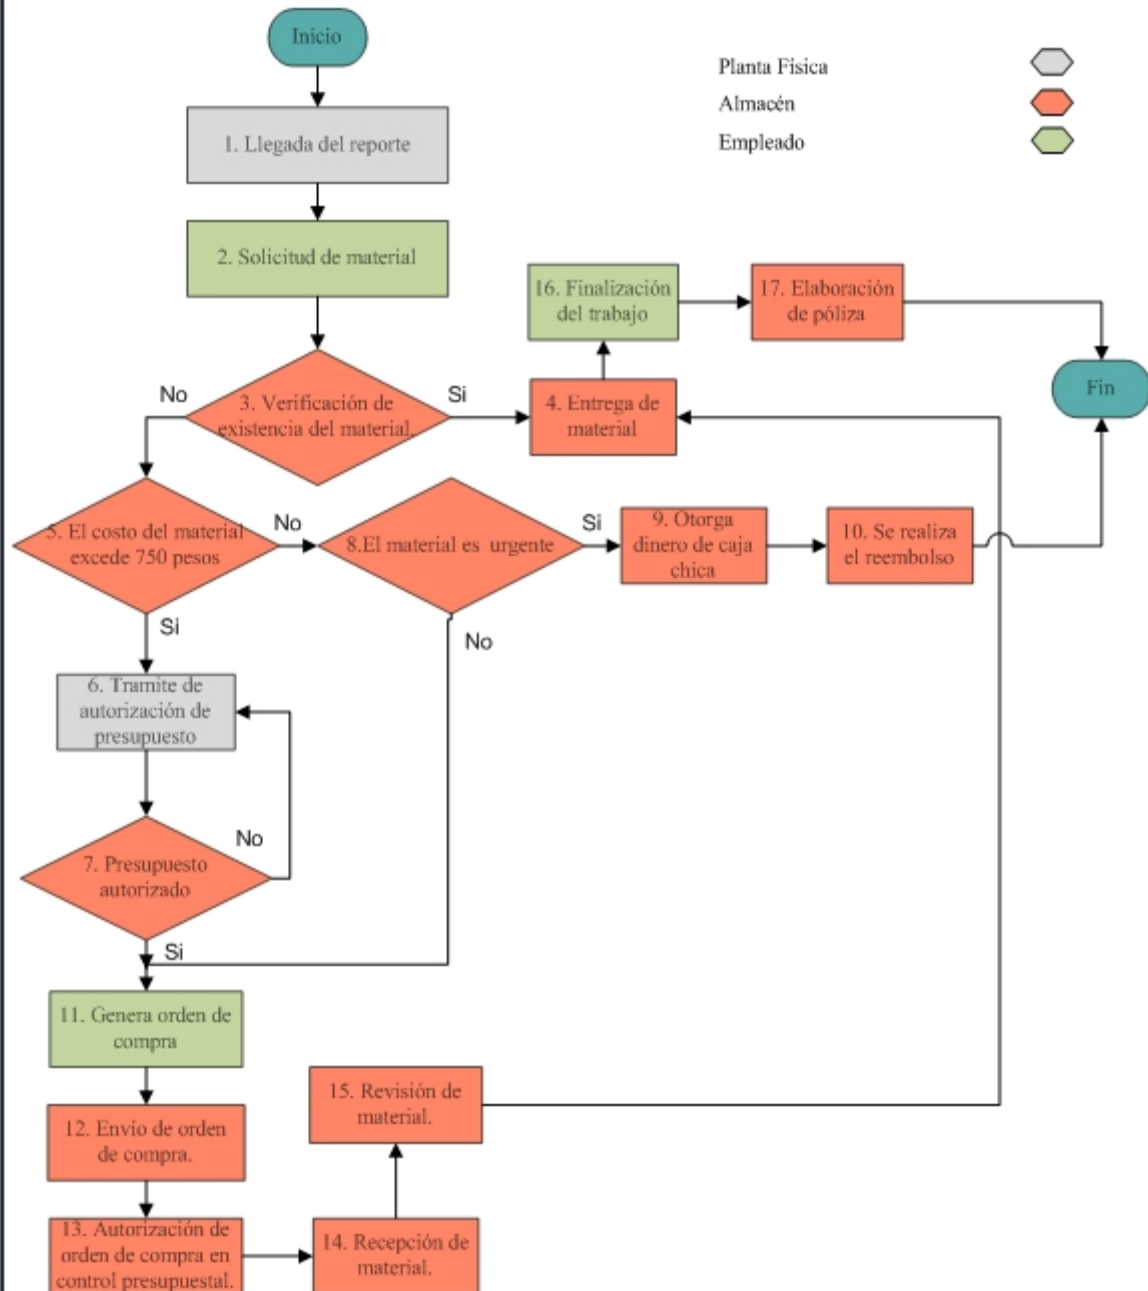 Inicio
Planta Física
Almacén
Empleado
1. Llegada del reporte
2. Solicitud de material
16. Finalización
del trabajo
17. Elaboración
de póliza
Fin
No
3. Verificación de
existencia del material.
Si
4. Entrega de
material
5. El costo del material
excede 750 pesos
No
8.El material es urgente
Si
9. Otorga
dinero de caja
chica
10. Se realiza
el reembolso
Si
No
6. Tramite de
autorización de
presupuesto
No
7. Presupuesto
autorizado
Si
11. Genera orden de
compra
12. Envío de orden
de compra.
15. Revisión de
material.
13. Autorización de
orden de compra en
control presupuestal.
14. Recepción de
material.